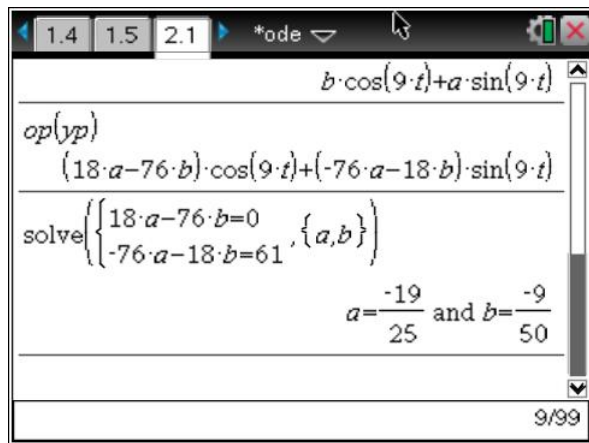 1.4 1.5 2.1 *ode
b·cos(9·t)+a·sin(9·t)
op(yp)
(18·a-76·b)·cos(9·t)+(-76·a-18·b)·sin(9·t)
solve({18·a-76·b=0
-76·a-18·b=61 ,{a,b})
a=-19/25 and b=-9/50
9/99